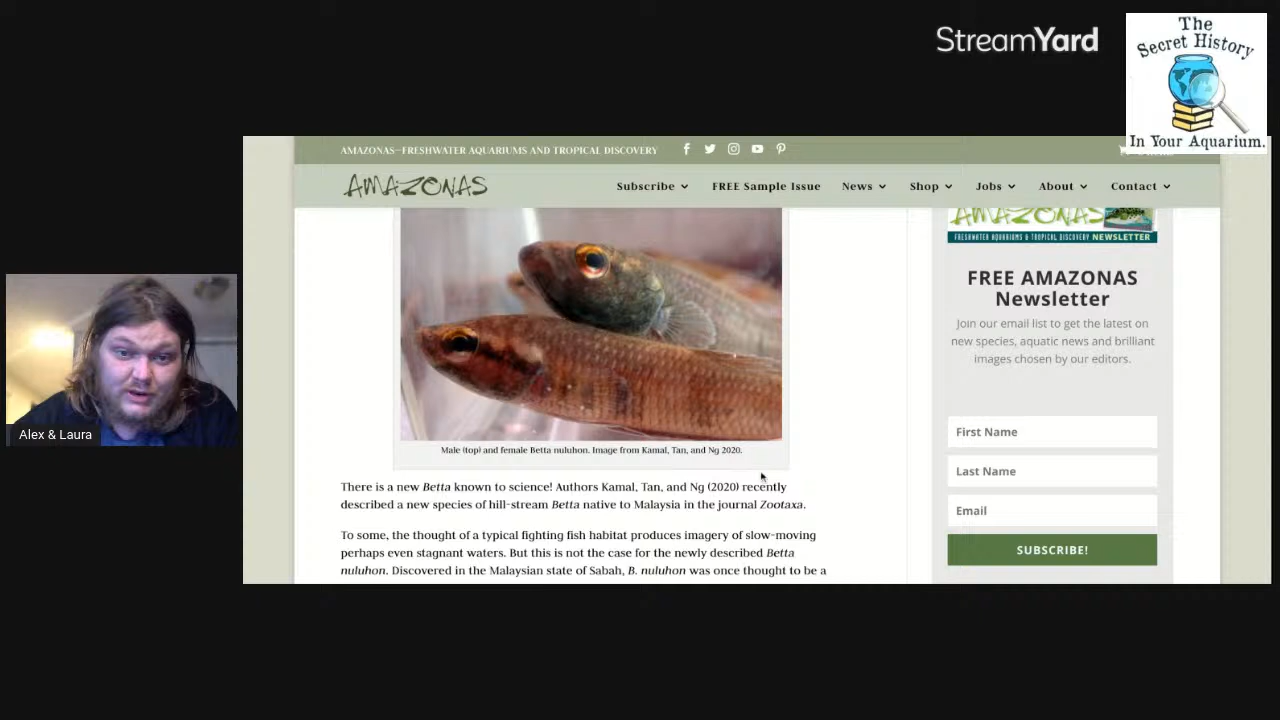 StreamYard
The
Secret History
In Your Aquarium.
AMAZONAS—FRESHWATER AQUARIUMS AND TROPICAL DISCOVERY
AMAZONAS
Subscribe
FREE Sample Issue
News
Shop
Jobs
About
Contact
AMAZONAS
FRESHWATER AQUARIUMS & TROPICAL DISCOVERY NEWSLETTER
Male (top) and female Betta nuluhon. Image from Kamal, Tan, and Ng 2020.
There is a new Betta known to science! Authors Kamal, Tan, and Ng (2020) recently
described a new species of hill-stream Betta native to Malaysia in the journal Zootaxa.
To some, the thought of a typical fighting fish habitat produces imagery of slow-moving
perhaps even stagnant waters. But this is not the case for the newly described Betta
nuluhon. Discovered in the Malaysian state of Sabah, B. nuluhon was once thought to be a
FREE AMAZONAS
Newsletter
Join our email list to get the latest on
new species, aquatic news and brilliant
images chosen by our editors.
First Name
Last Name
Email
SUBSCRIBE!
Alex & Laura